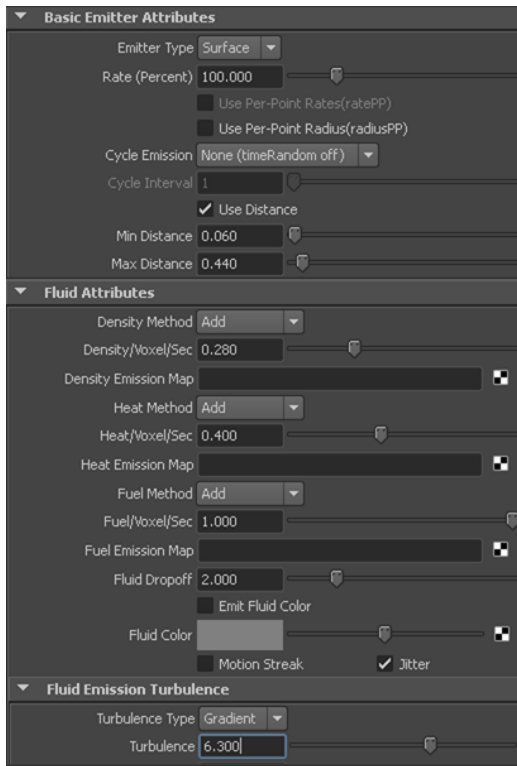 Basic Emitter Attributes
Emitter Type Surface
Rate (Percent) 100.000
Use Per-Point Rates(ratePP)
Use Per-Point Radius(radiusPP)
Cycle Emission None (timeRandom off)
Cycle Interval 1
Use Distance
Min Distance 0.060
Max Distance 0.440
Fluid Attributes
Density Method Add
Density/Voxel/Sec 0.280
Density Emission Map
Heat Method Add
Heat/Voxel/Sec 0.400
Heat Emission Map
Fuel Method Add
Fuel/Voxel/Sec 1.000
Fuel Emission Map
Fluid Dropoff 2.000
Emit Fluid Color
Fluid Color
Motion Streak Jitter
Fluid Emission Turbulence
Turbulence Type Gradient
Turbulence 6.300